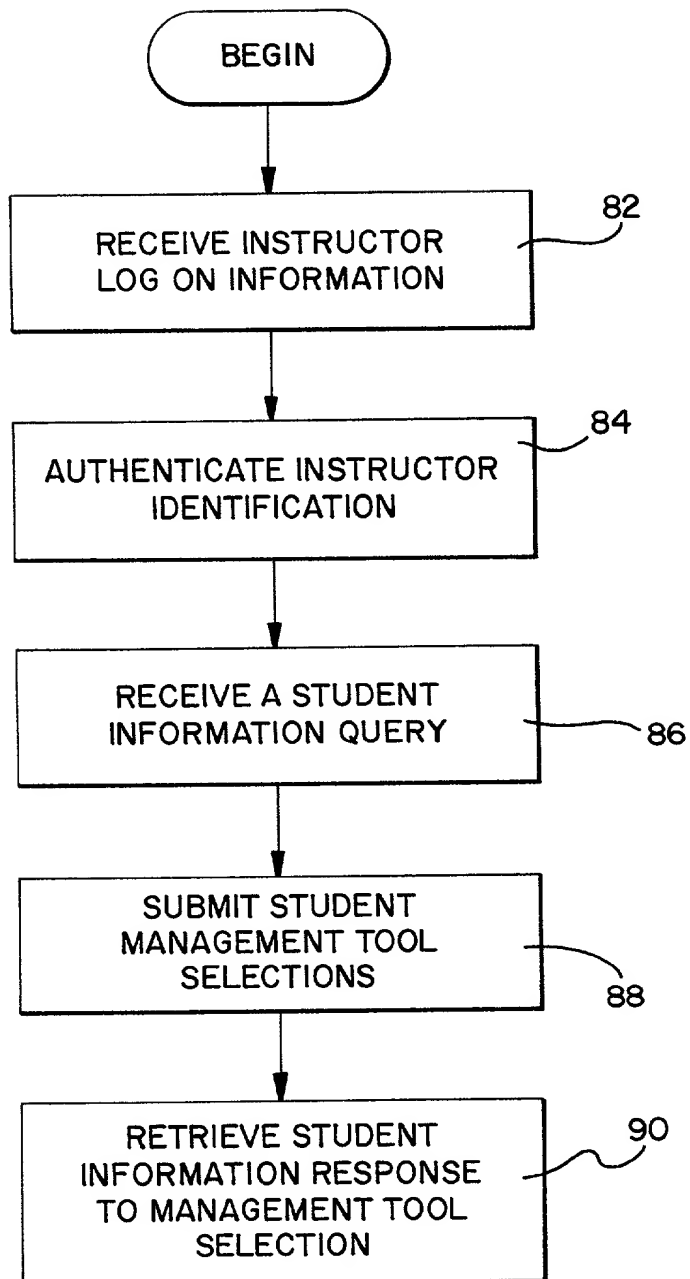 BEGIN
RECEIVE INSTRUCTOR
LOG ON INFORMATION
82
AUTHENTICATE INSTRUCTOR
IDENTIFICATION
84
RECEIVE A STUDENT
INFORMATION QUERY
86
SUBMIT STUDENT
MANAGEMENT TOOL
SELECTIONS
88
RETRIEVE STUDENT
INFORMATION RESPONSE
TO MANAGEMENT TOOL
SELECTION
90